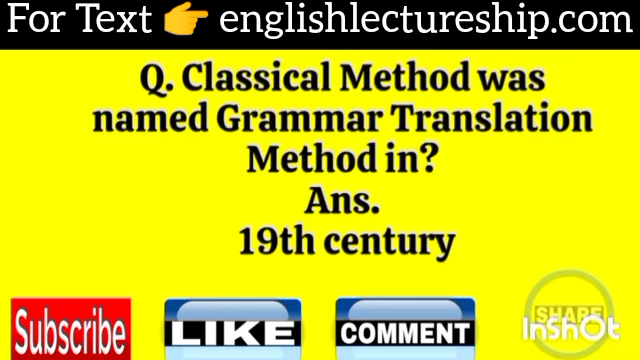 For Text 👉 englishlectureship.com
Q. Classical Method was
named Grammar Translation
Method in?
Ans.
19th century
Subscribe
LIKE
COMMENT
SHARE
InShOt